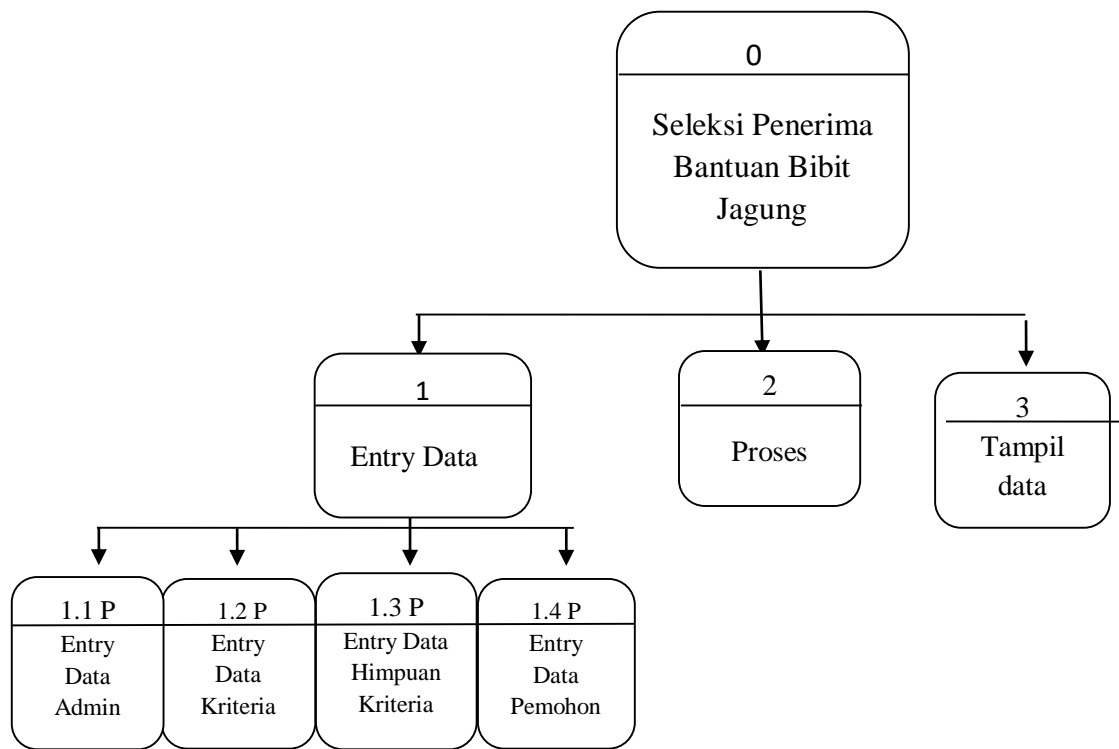 0
Seleksi Penerima
Bantuan Bibit
Jagung
1
Entry Data
2
Proses
3
Tampil
data
1.1 P
Entry
Data
Admin
1.2 P
Entry
Data
Kriteria
1.3 P
Entry Data
Himpuan
Kriteria
1.4 P
Entry
Data
Pemohon